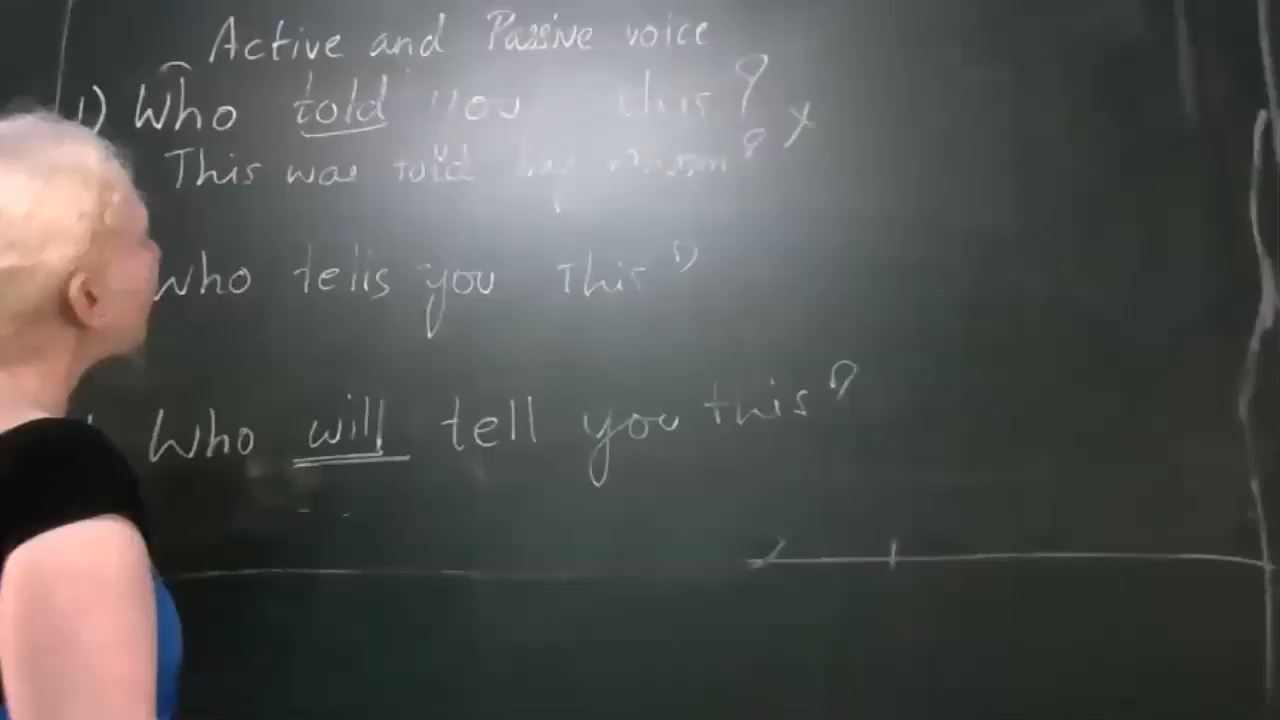 Active and Passive voice
1) Who told you this? x
This was told by whom?
Who tells you this?
Who will tell you this?